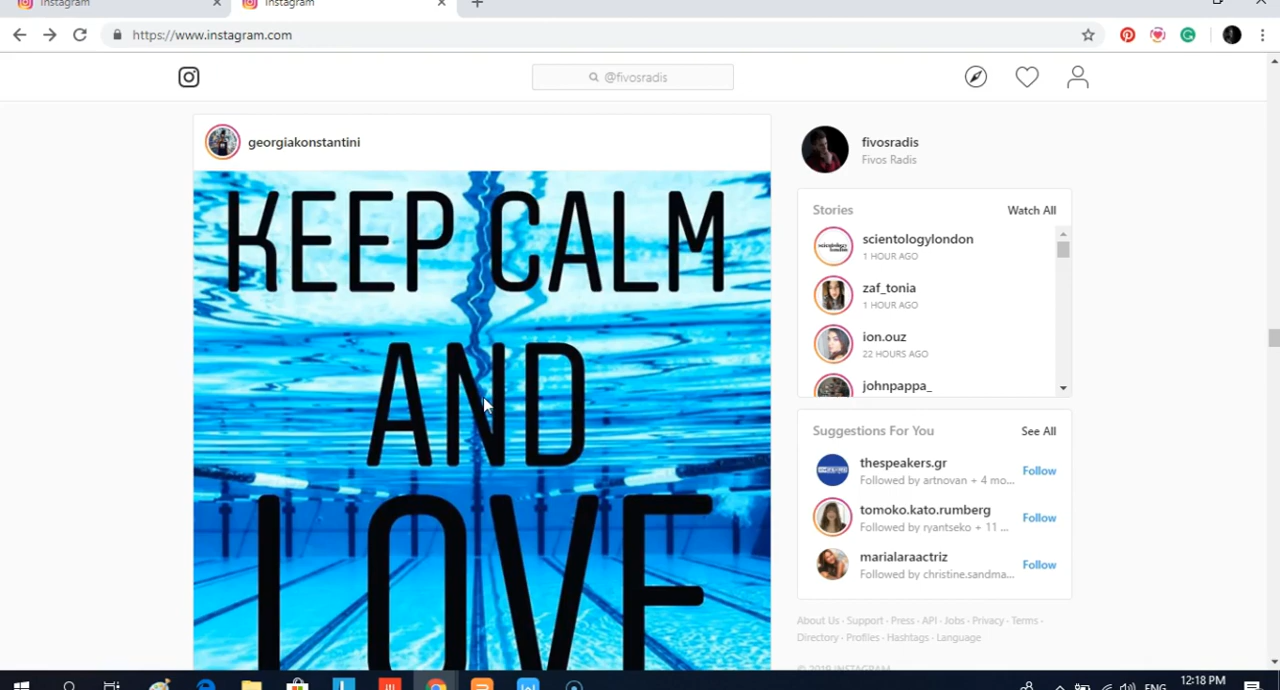 Instagram
Instagram
https://www.instagram.com
@fivosradis
georgiakonstantini
KEEP CALM
AND
LOVE
fivosradis
Fivos Radis
Stories
Watch All
scientologylondon
1 HOUR AGO
zaf_tonia
1 HOUR AGO
ion.ouz
22 HOURS AGO
johnpappa_
Suggestions For You
See All
thespeakers.gr
Followed by artnovan + 4 mo...
Follow
tomoko.kato.rumberg
Followed by ryantseko + 11 ...
Follow
marialaraactriz
Followed by christine.sandma...
Follow
About Us · Support · Press · API · Jobs · Privacy · Terms ·
Directory · Profiles · Hashtags · Language
© 2019 INSTAGRAM
ENG
12:18 PM